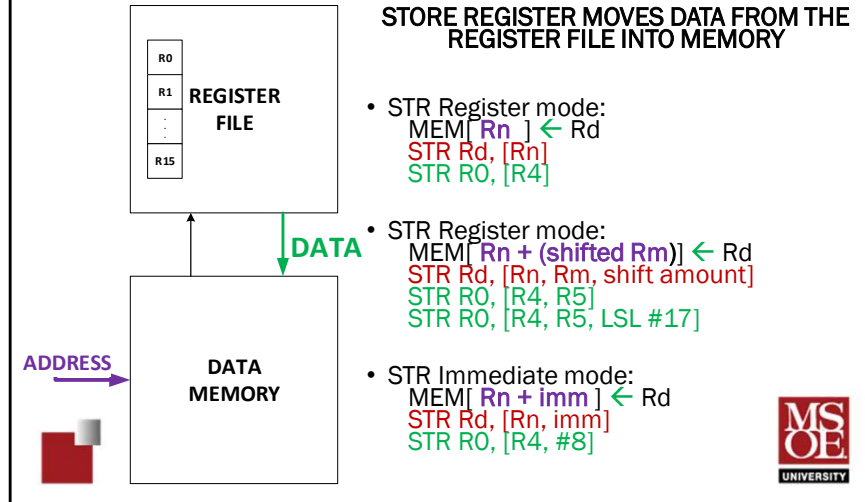 STORE REGISTER MOVES DATA FROM THE
REGISTER FILE INTO MEMORY
R0
R1
.
.
.
R15
REGISTER
FILE
DATA
ADDRESS
DATA
MEMORY
• STR Register mode:
MEM[ Rn ] ← Rd
STR Rd, [Rn]
STR R0, [R4]
• STR Register mode:
MEM[ Rn + (shifted Rm)] ← Rd
STR Rd, [Rn, Rm, shift amount]
STR R0, [R4, R5]
STR R0, [R4, R5, LSL #17]
• STR Immediate mode:
MEM[ Rn + imm ] ← Rd
STR Rd, [Rn, imm]
STR R0, [R4, #8]
MS
OE
UNIVERSITY